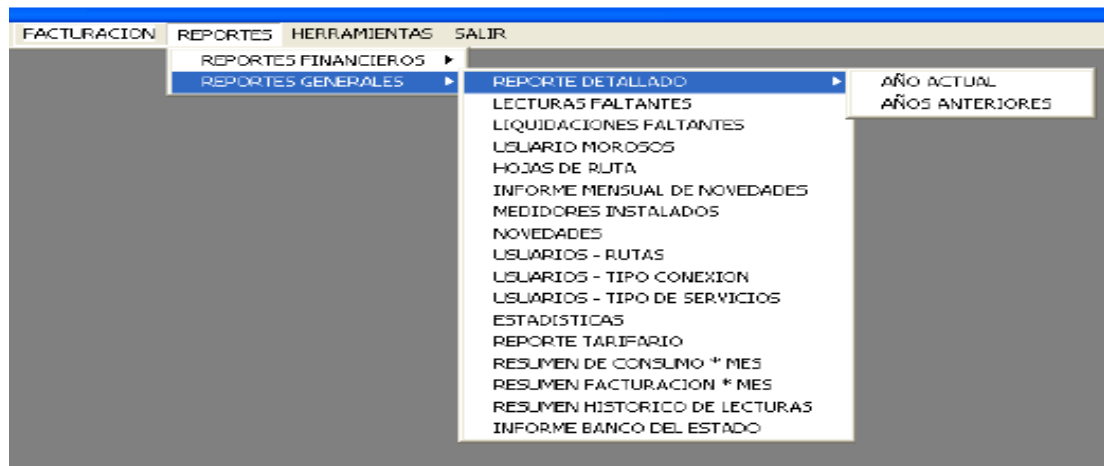 FACTURACION REPORTES HERRAMIENTAS SALIR
REPORTES FINANCIEROS
REPORTES GENERALES
REPORTE DETALLADO
LECTURAS FALTANTES
LIQUIDACIONES FALTANTES
USUARIO MOROSOS
HOJAS DE RUTA
INFORME MENSUAL DE NOVEDADES
MEDIDORES INSTALADOS
NOVEDADES
USUARIOS - RUTAS
USUARIOS - TIPO CONEXION
USUARIOS - TIPO DE SERVICIOS
ESTADISTICAS
REPORTE TARIFARIO
RESUMEN DE CONSUMO * MES
RESUMEN FACTURACION * MES
RESUMEN HISTORICO DE LECTURAS
INFORME BANCO DEL ESTADO
AÑO ACTUAL
AÑOS ANTERIORES